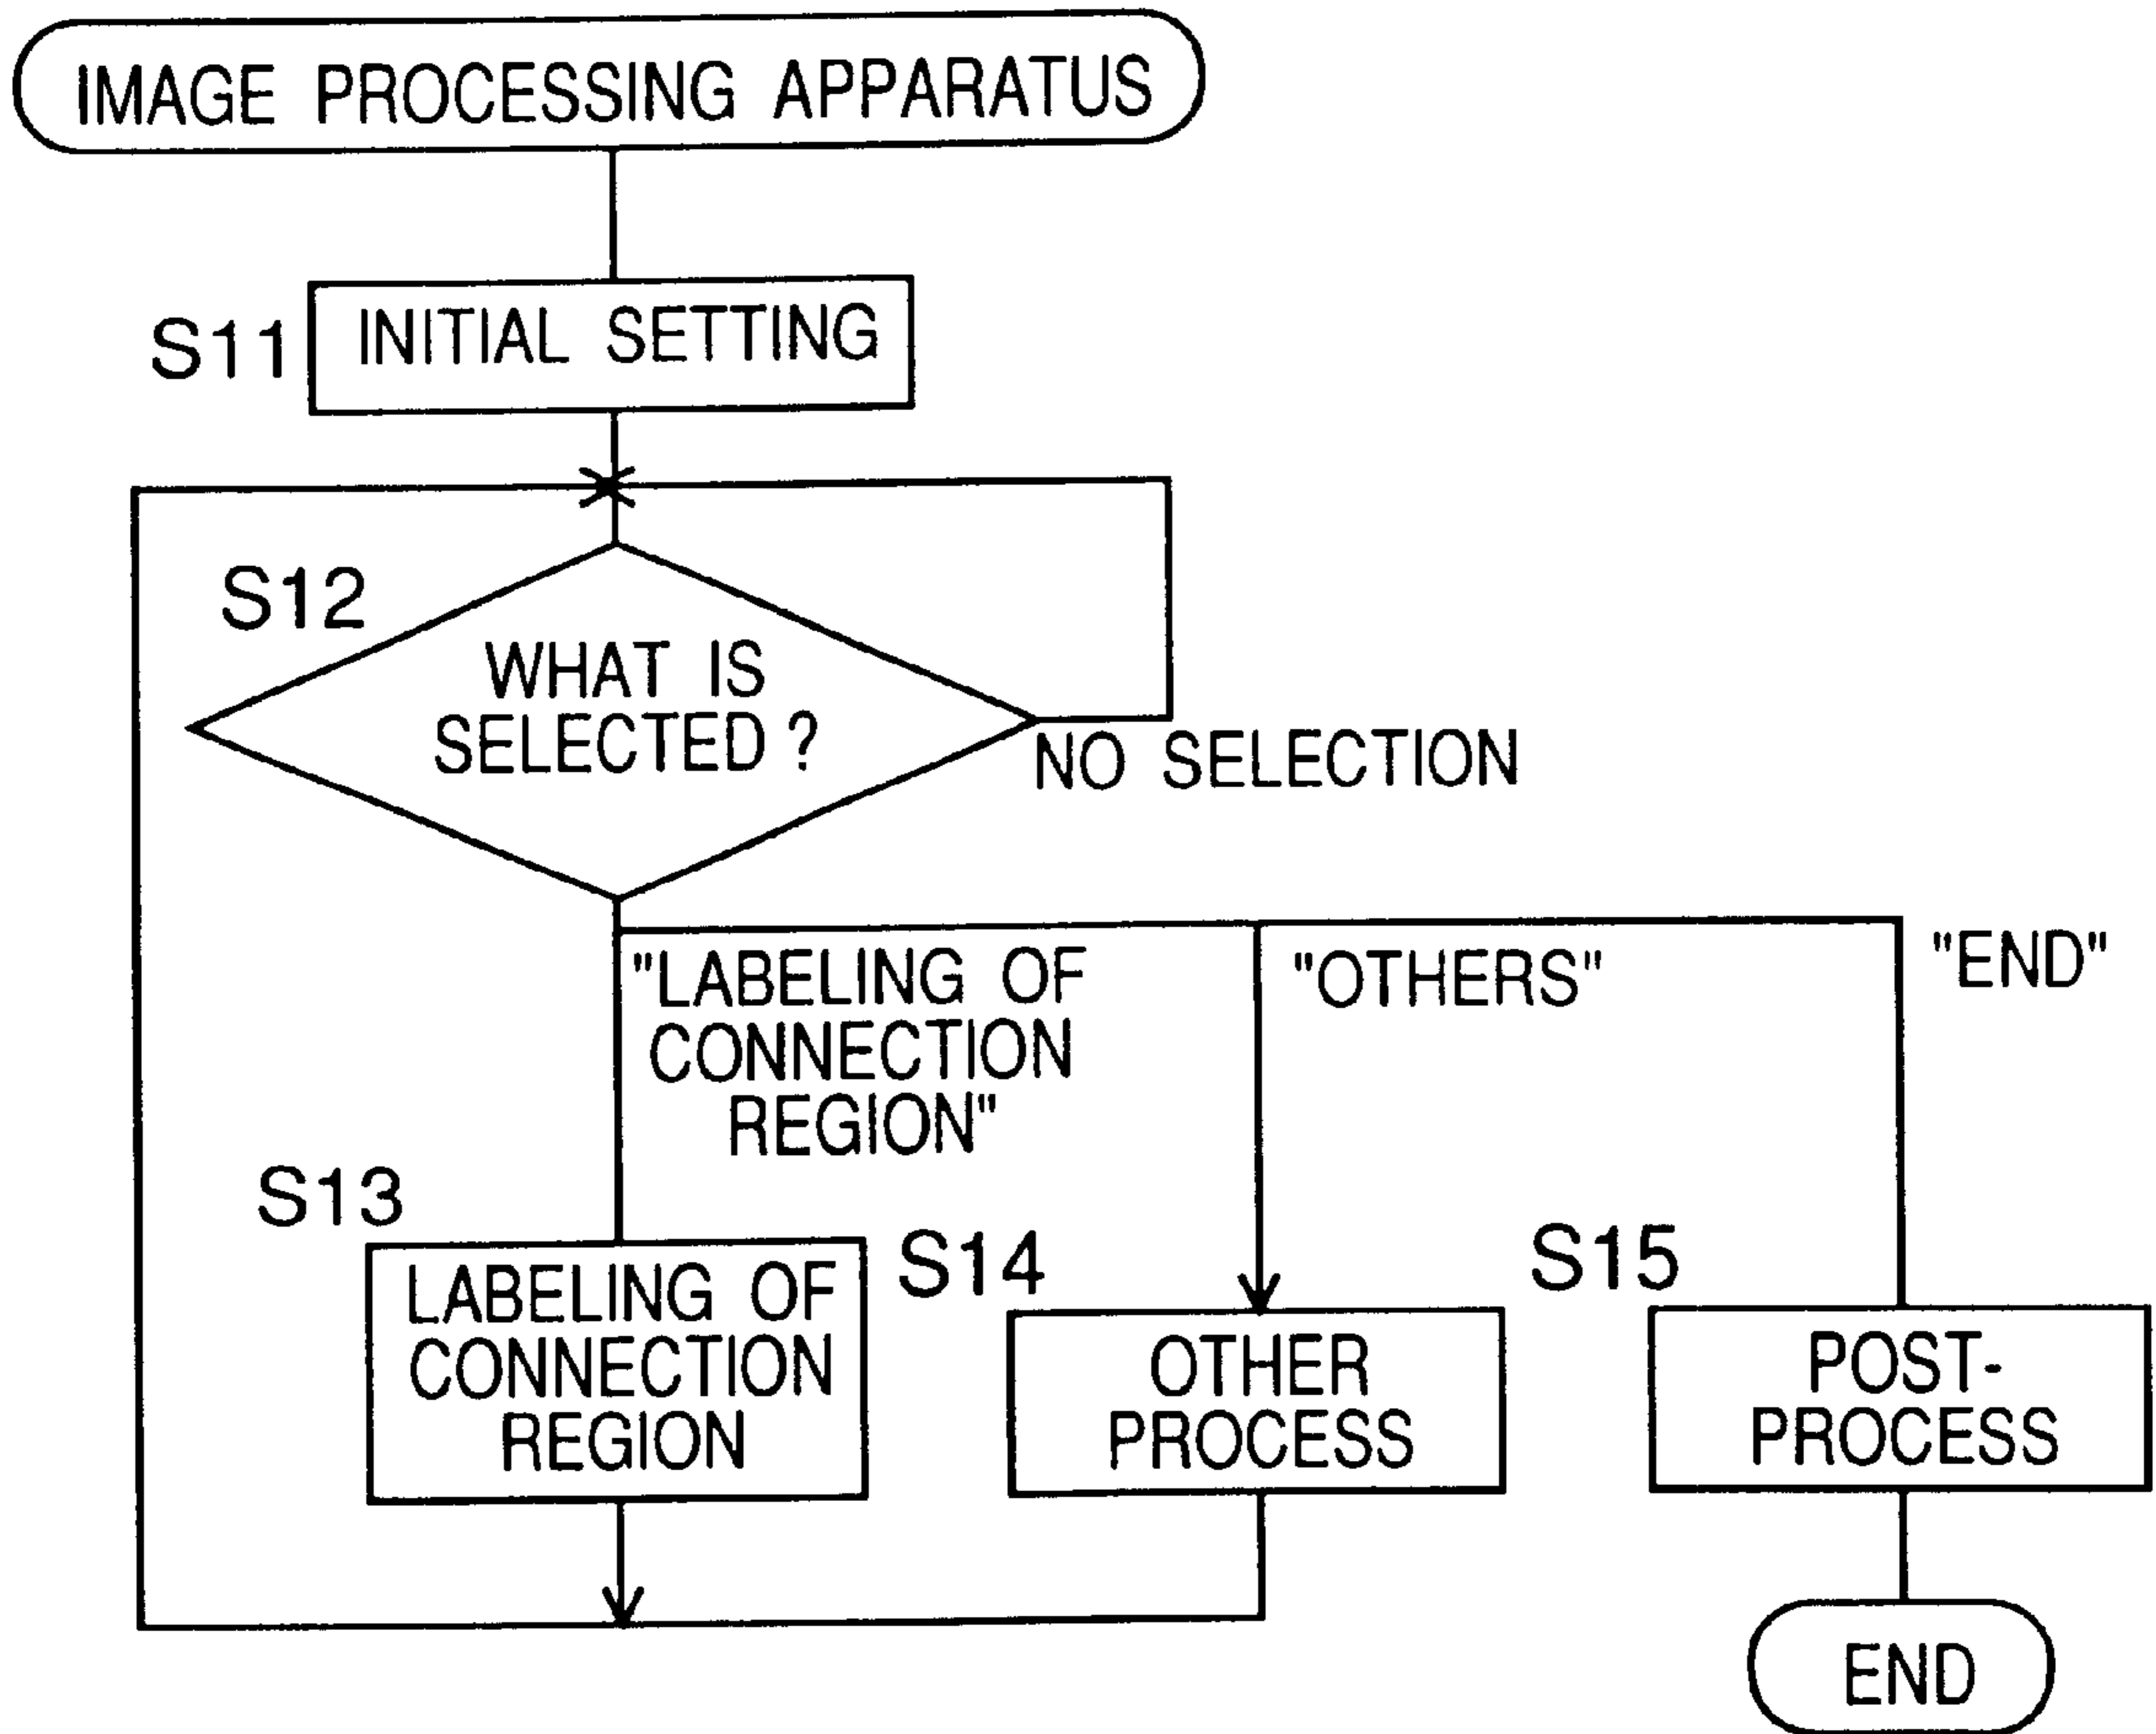 IMAGE PROCESSING APPARATUS
S11
INITIAL SETTING
S12
WHAT IS
SELECTED ?
NO SELECTION
"LABELING OF
CONNECTION
REGION"
"OTHERS"
"END"
S13
LABELING OF
CONNECTION
REGION
S14
OTHER
PROCESS
S15
POST-
PROCESS
END